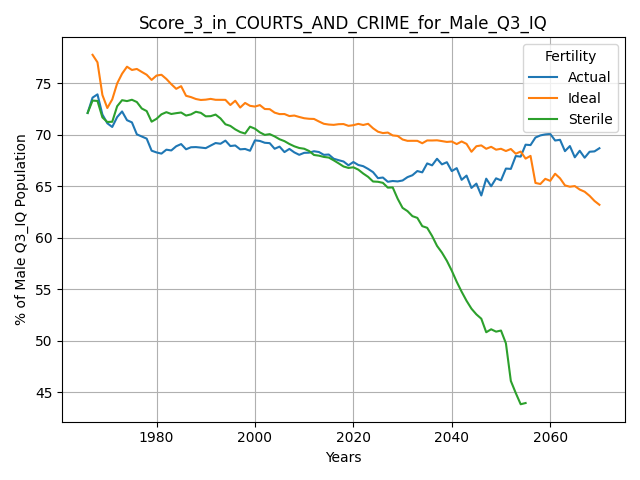 Score_3_in_COURTS_AND_CRIME_for_Male_Q3_IQ
Fertility
Actual
Ideal
Sterile
% of Male Q3_IQ Population
75
70
65
60
55
50
45
1980
2000
2020
2040
2060
Years